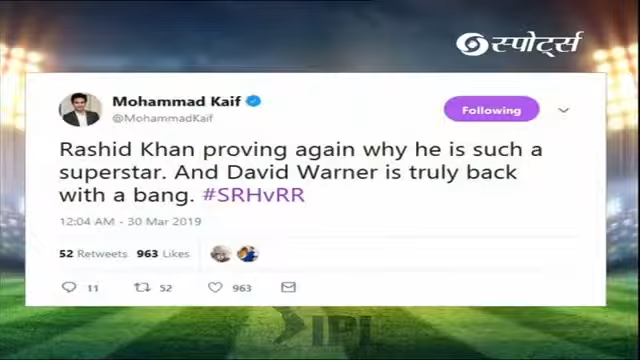 स्पोर्ट्स
Mohammad Kaif
@MohammadKaif
Following
Rashid Khan proving again why he is such a
superstar. And David Warner is truly back
with a bang. #SRHvRR
12:04 AM - 30 Mar 2019
52 Retweets 963 Likes
11 52 963
IPL